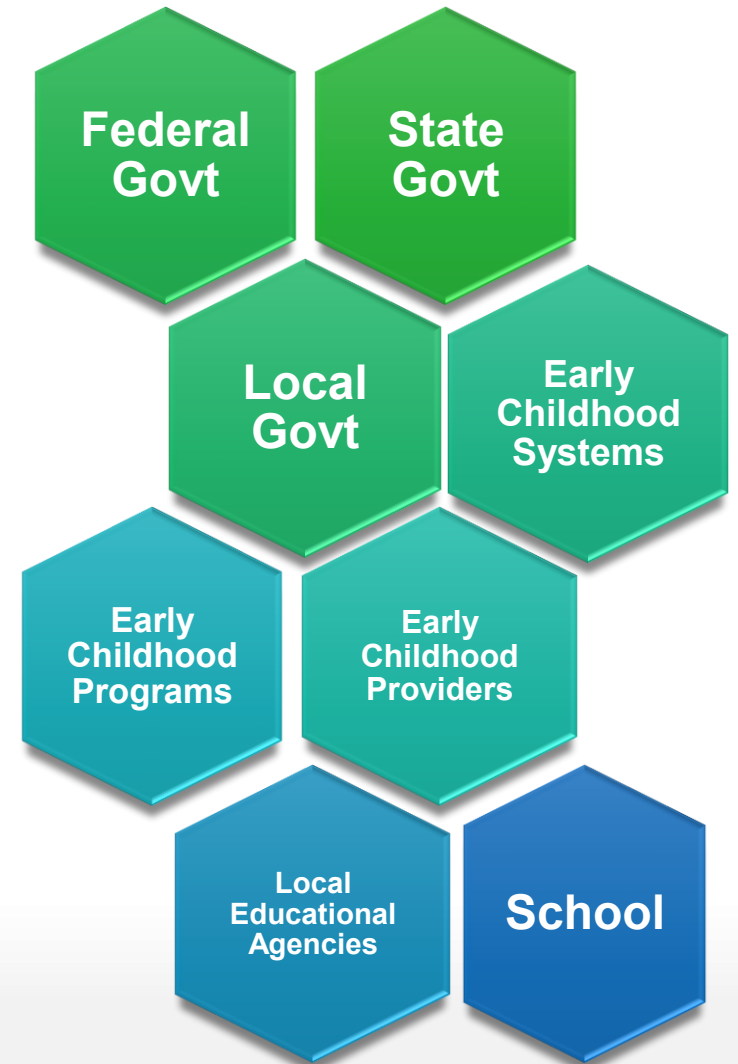 Federal
Govt
State
Govt
Local
Govt
Early
Childhood
Systems
Early
Childhood
Programs
Early
Childhood
Providers
Local
Educational
Agencies
School